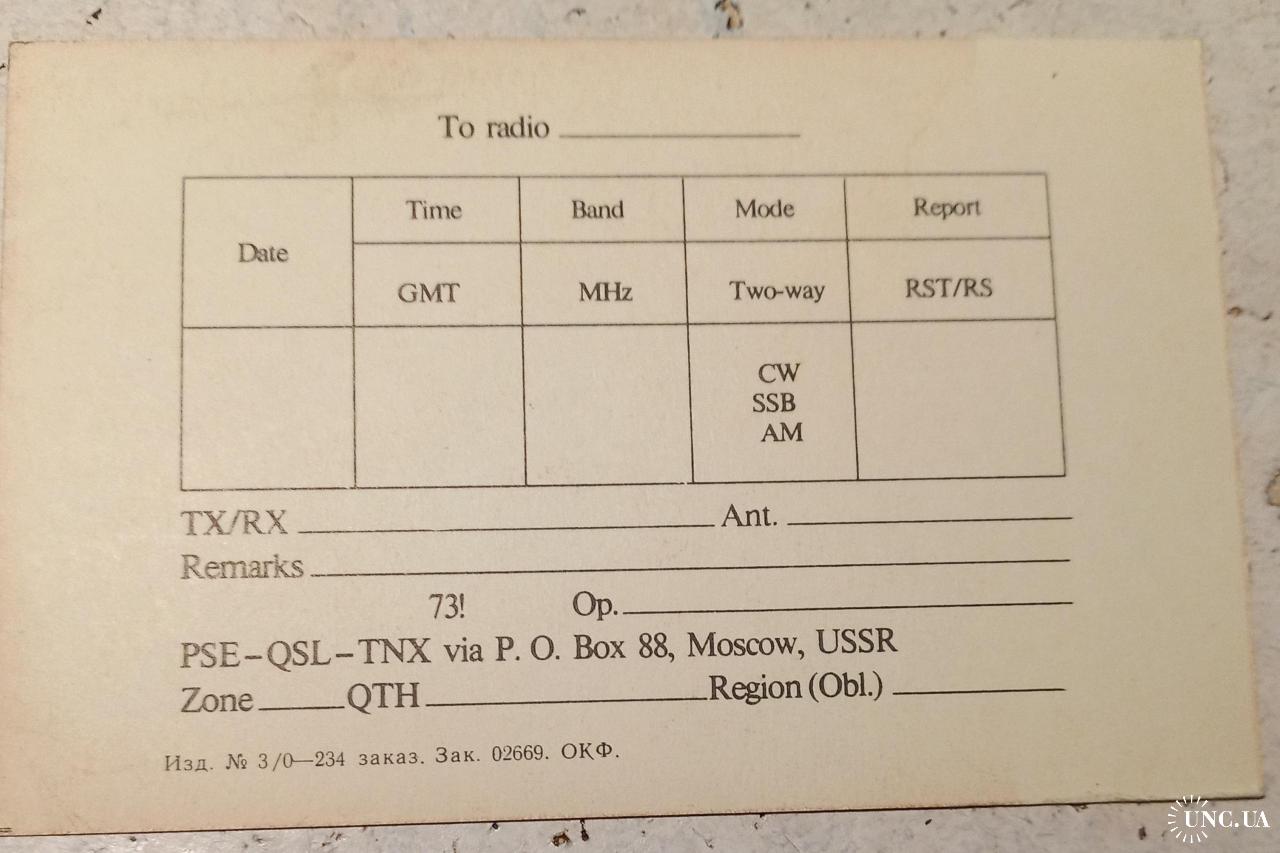 To radio
Time Band Mode Report
Date
GMT MHz Two-way RST/RS
CW
SSB
AM
TX/RX Ant.
Remarks
73! Op.
PSE-QSL-TNX via P. O. Box 88, Moscow, USSR
Zone QTH Region (Obl.)
Изд. № 3/0—234 заказ. Зак. 02669. ОКФ.
UNC.UA